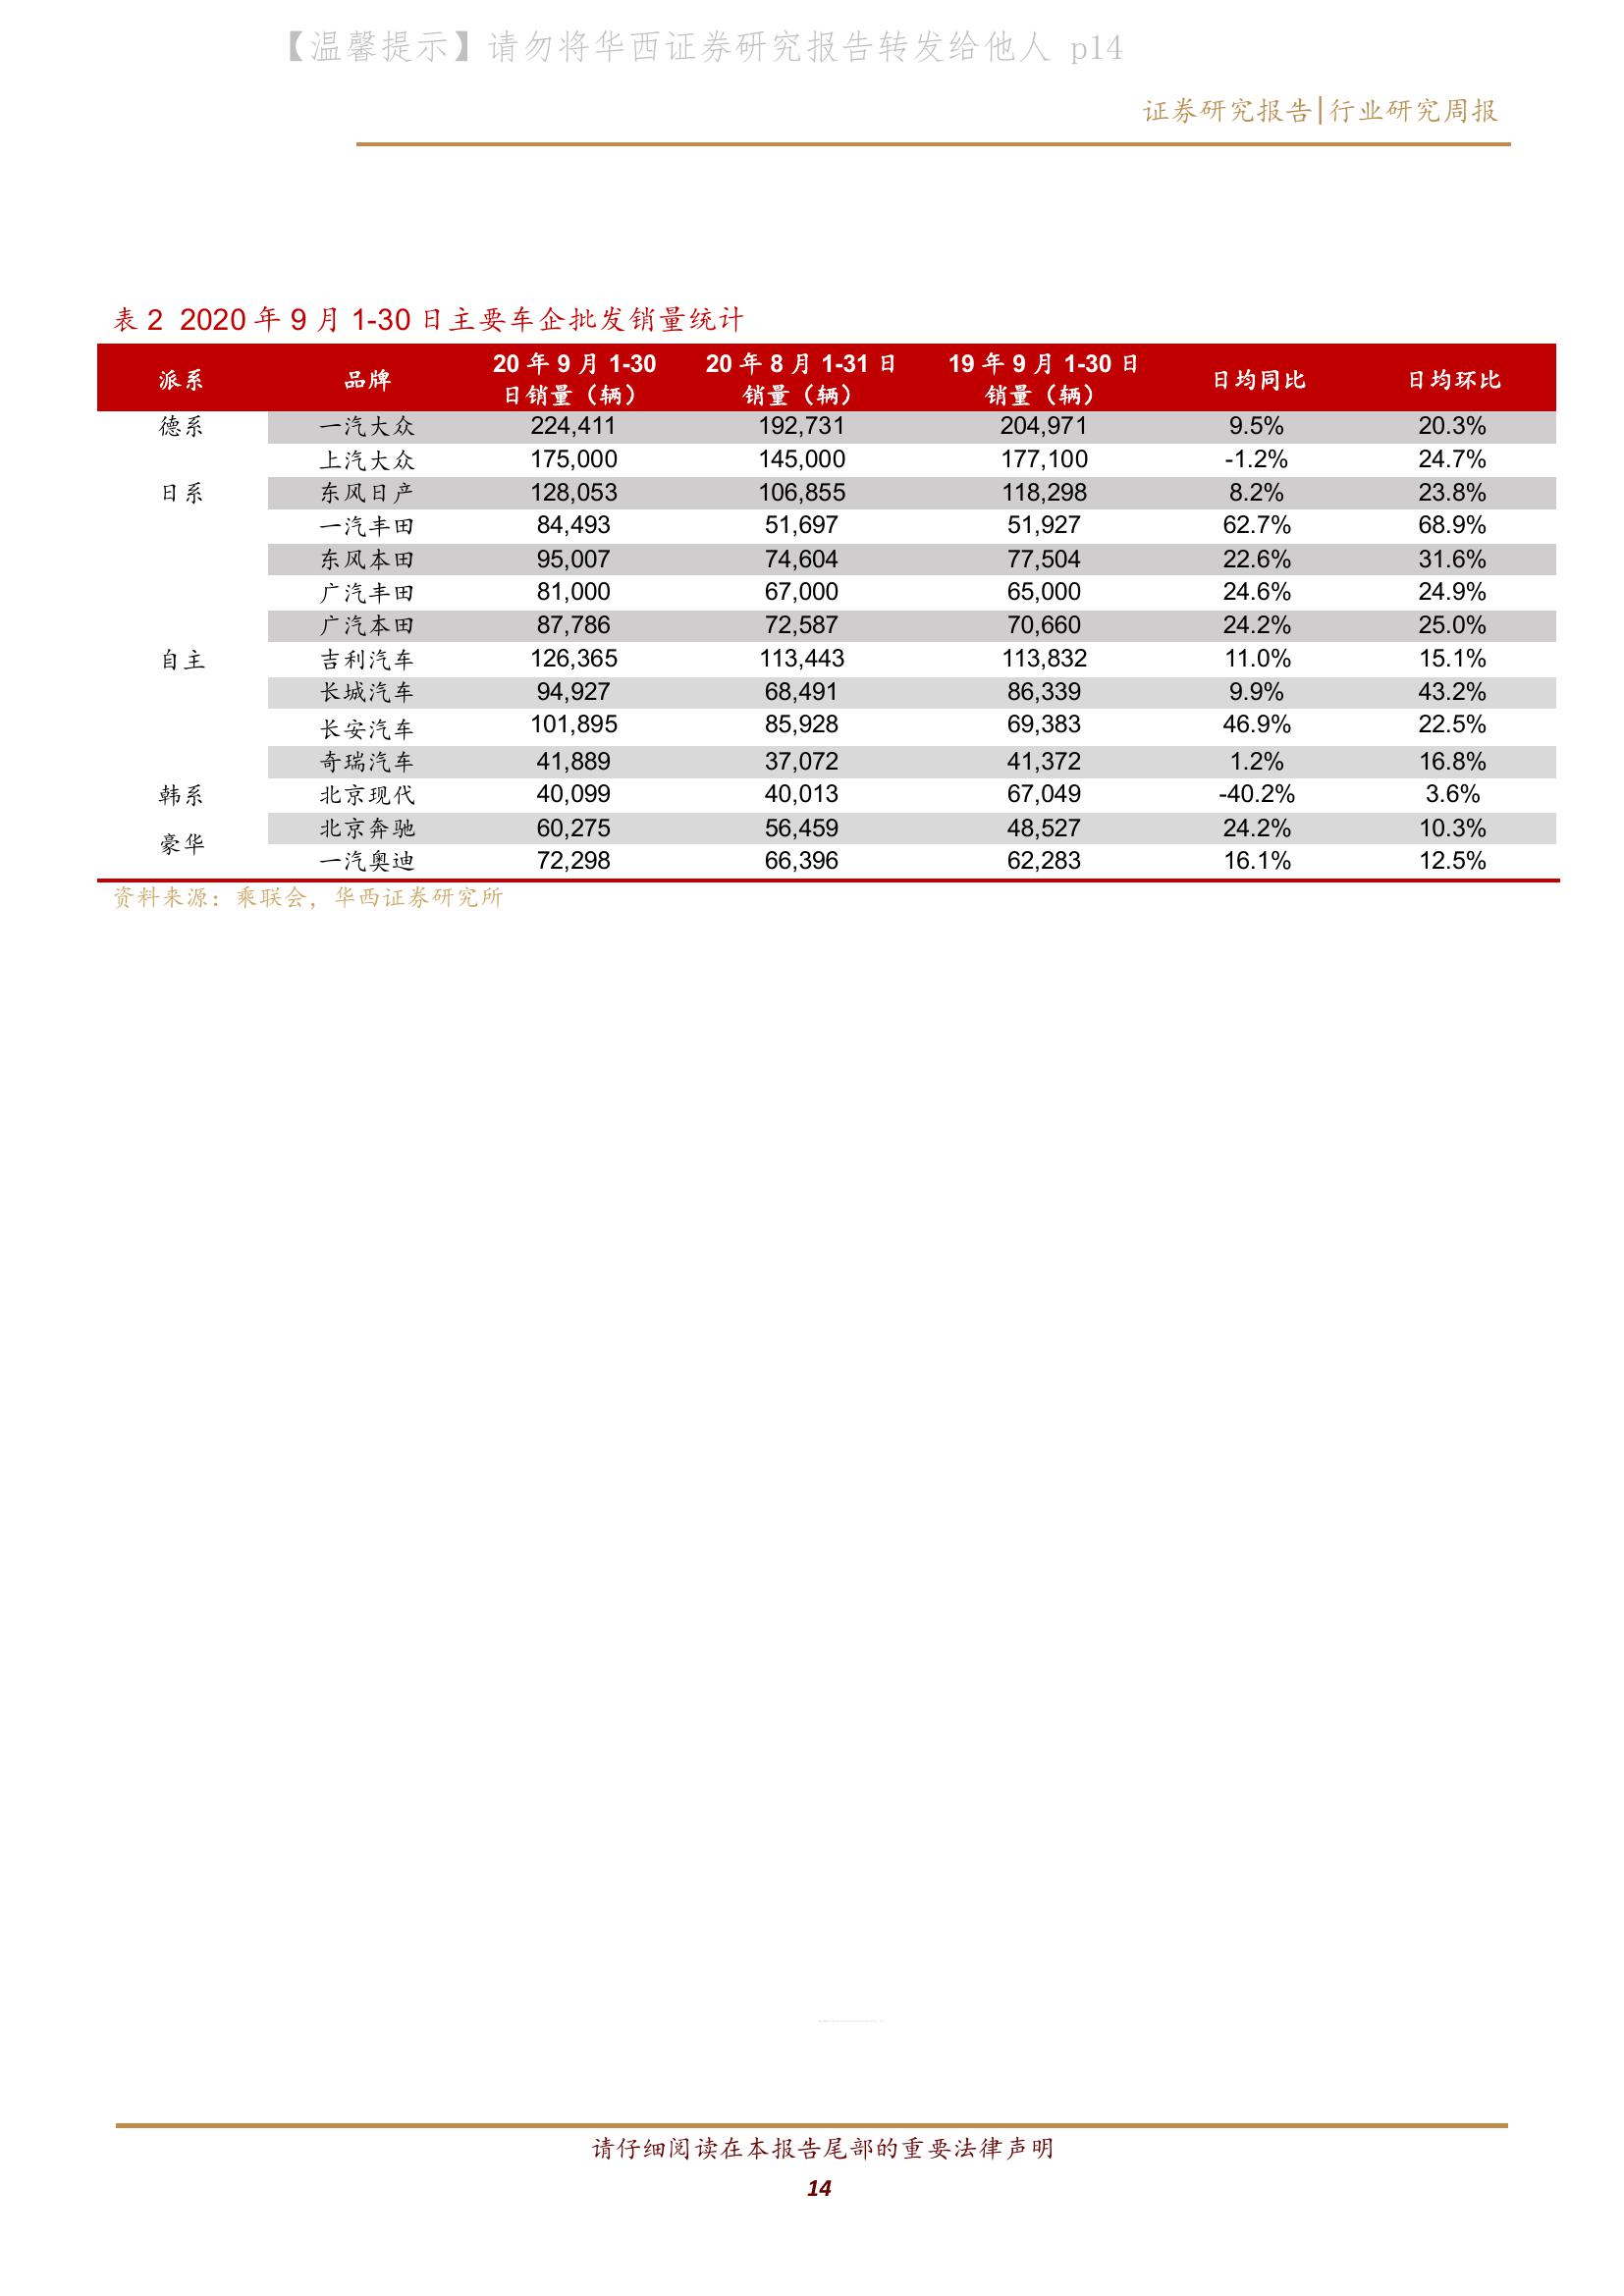 【温馨提示】请勿将华西证券研究报告转发给他人 p14
证券研究报告|行业研究周报
表 2 2020 年 9 月 1-30 日主要车企批发销量统计
派系 品牌 20 年 9 月 1-30 日销量（辆） 20 年 8 月 1-31 日销量（辆） 19 年 9 月 1-30 日销量（辆） 日均同比 日均环比
德系 一汽大众 224,411 192,731 204,971 9.5% 20.3%
上汽大众 175,000 145,000 177,100 -1.2% 24.7%
日系 东风日产 128,053 106,855 118,298 8.2% 23.8%
一汽丰田 84,493 51,697 51,927 62.7% 68.9%
东风本田 95,007 74,604 77,504 22.6% 31.6%
广汽丰田 81,000 67,000 65,000 24.6% 24.9%
广汽本田 87,786 72,587 70,660 24.2% 25.0%
自主 吉利汽车 126,365 113,443 113,832 11.0% 15.1%
长城汽车 94,927 68,491 86,339 9.9% 43.2%
长安汽车 101,895 85,928 69,383 46.9% 22.5%
奇瑞汽车 41,889 37,072 41,372 1.2% 16.8%
韩系 北京现代 40,099 40,013 67,049 -40.2% 3.6%
豪华 北京奔驰 60,275 56,459 48,527 24.2% 10.3%
一汽奥迪 72,298 66,396 62,283 16.1% 12.5%
资料来源：乘联会，华西证券研究所
请仔细阅读在本报告尾部的重要法律声明
14